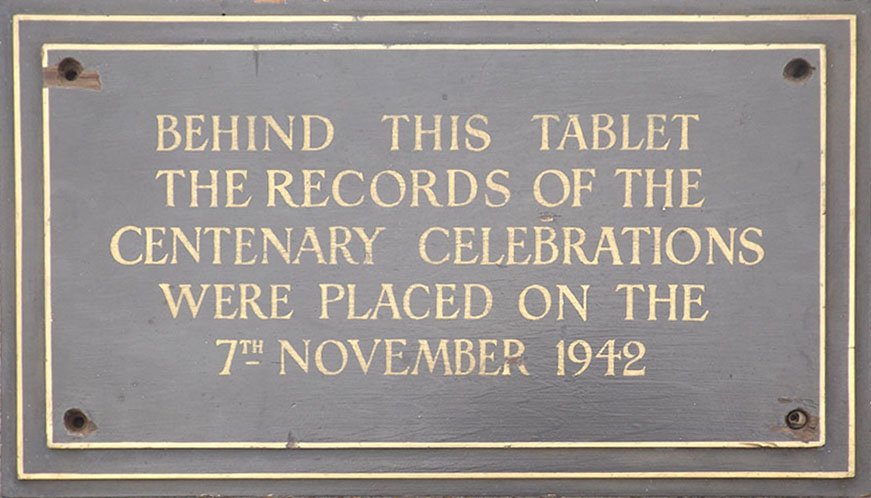 BEHIND THIS TABLET
THE RECORDS OF THE
CENTENARY CELEBRATIONS
WERE PLACED ON THE
7TH NOVEMBER 1942